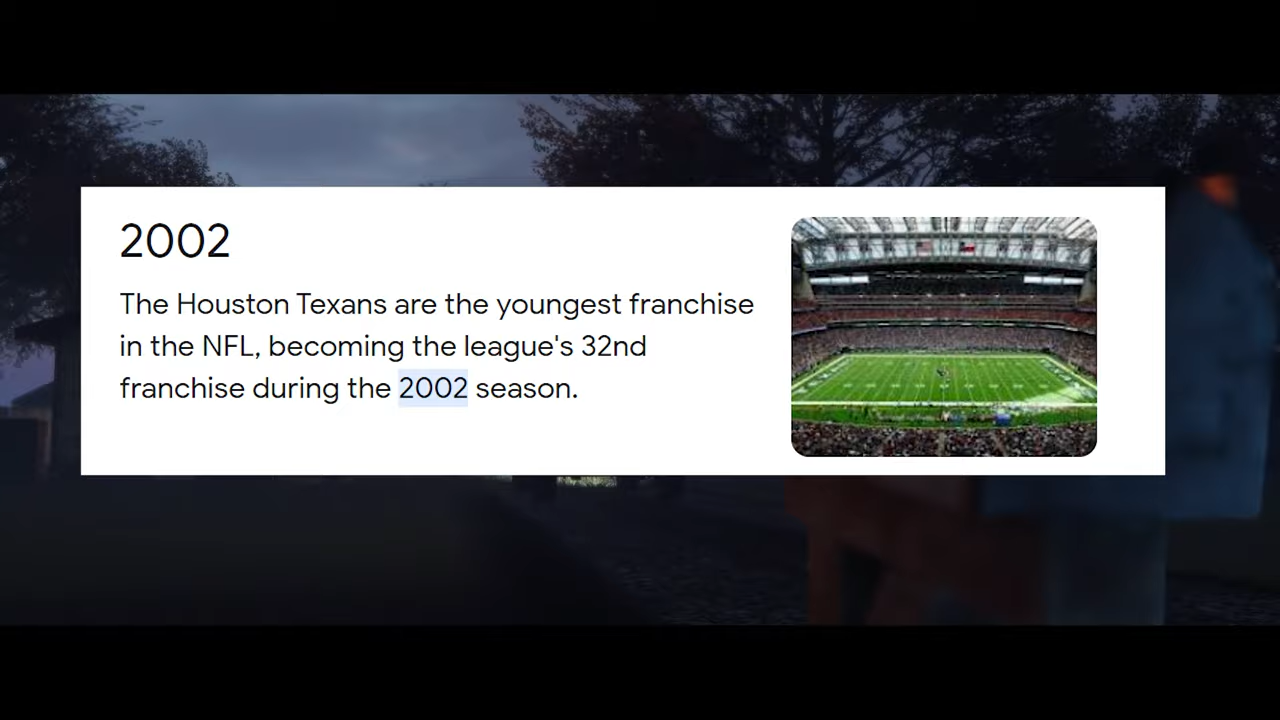 2002
The Houston Texans are the youngest franchise
in the NFL, becoming the league's 32nd
franchise during the 2002 season.